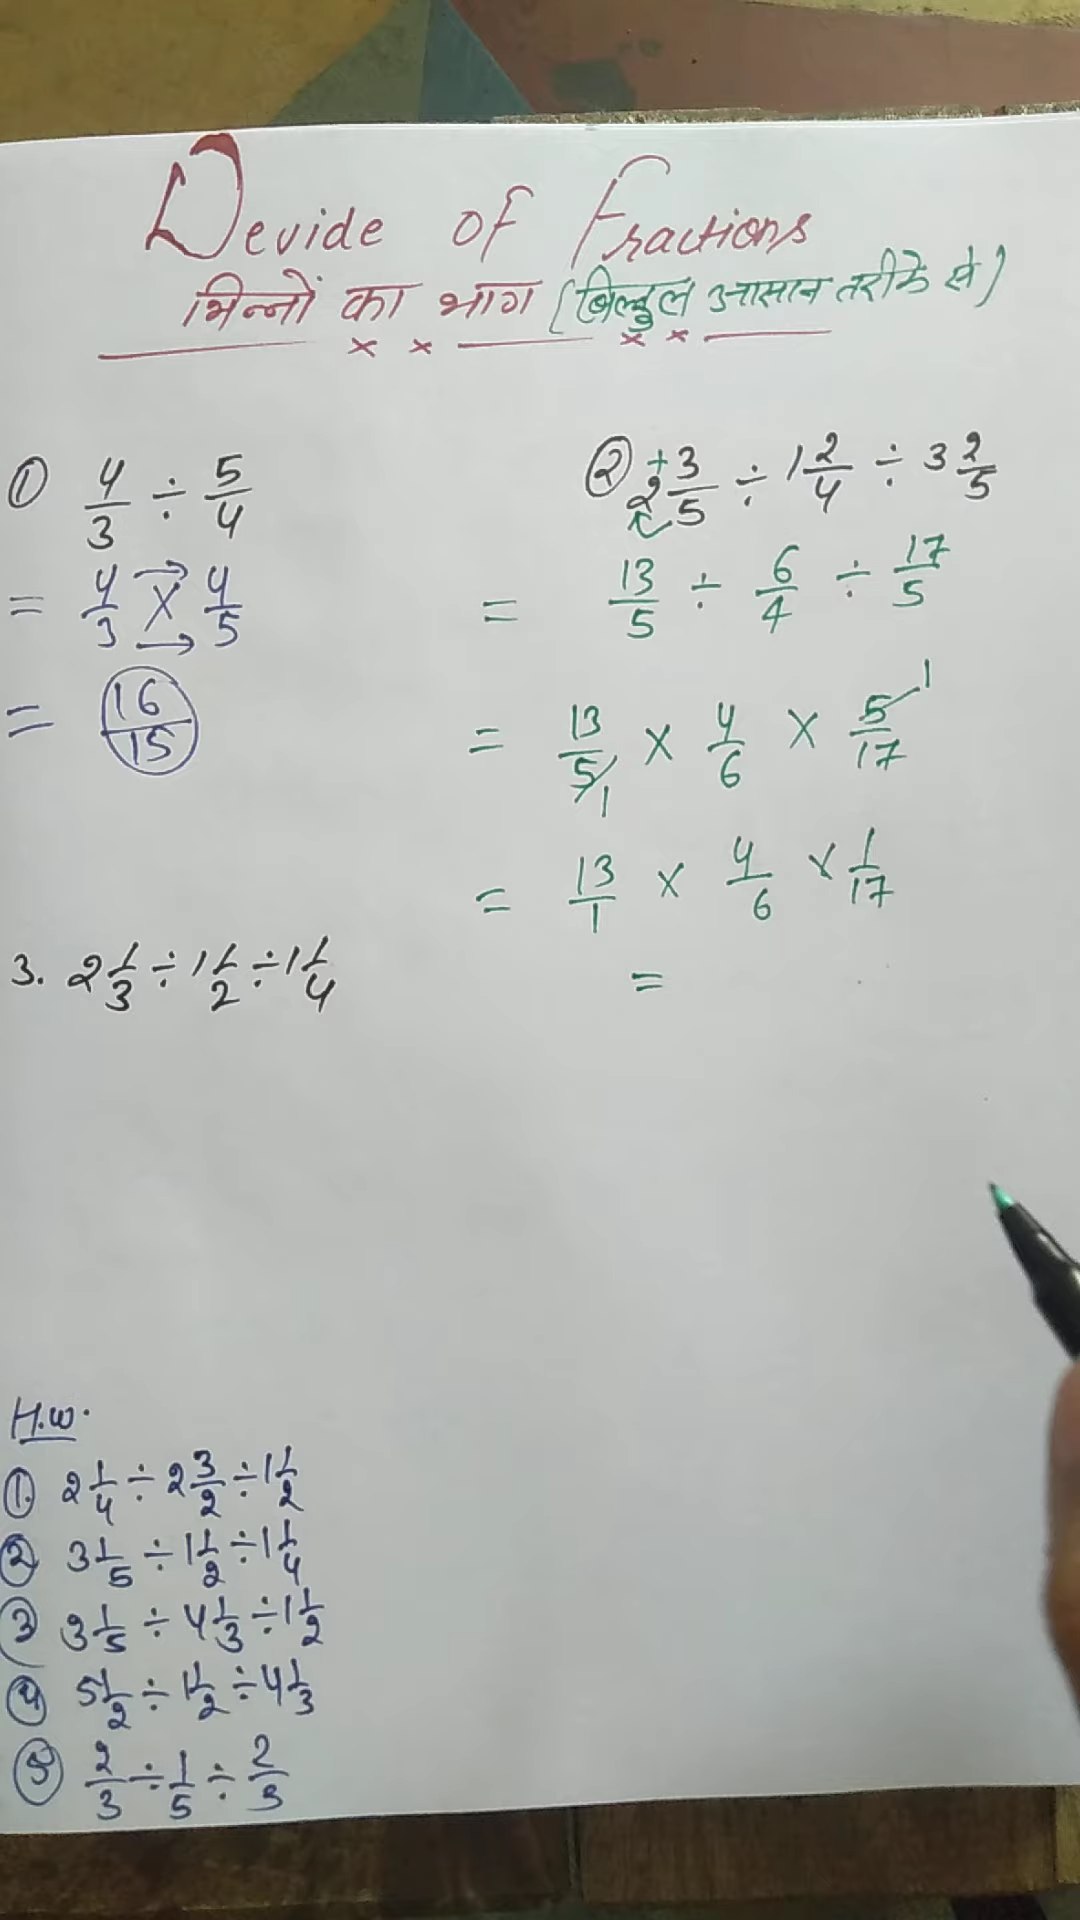 Devide of Fractions
भिन्नों का भाग (बिल्कुल आसान तरीके से)
① 4/3 ÷ 5/4
= 4/3 × 4/5
= 16/15
② 2 3/5 ÷ 1 2/4 ÷ 3 2/5
= 13/5 ÷ 6/4 ÷ 17/5
= 13/5 × 4/6 × 5/17
= 13/1 × 4/6 × 1/17
=
3. 2 1/3 ÷ 1 1/2 ÷ 1 1/4
H.W.
① 2 1/4 ÷ 2 3/2 ÷ 1 1/2
② 3 1/5 ÷ 1 1/2 ÷ 1 1/4
③ 3 1/5 ÷ 4 1/3 ÷ 1 1/2
④ 5 1/2 ÷ 1 1/2 ÷ 4 1/3
⑤ 2/3 ÷ 1/5 ÷ 2/3